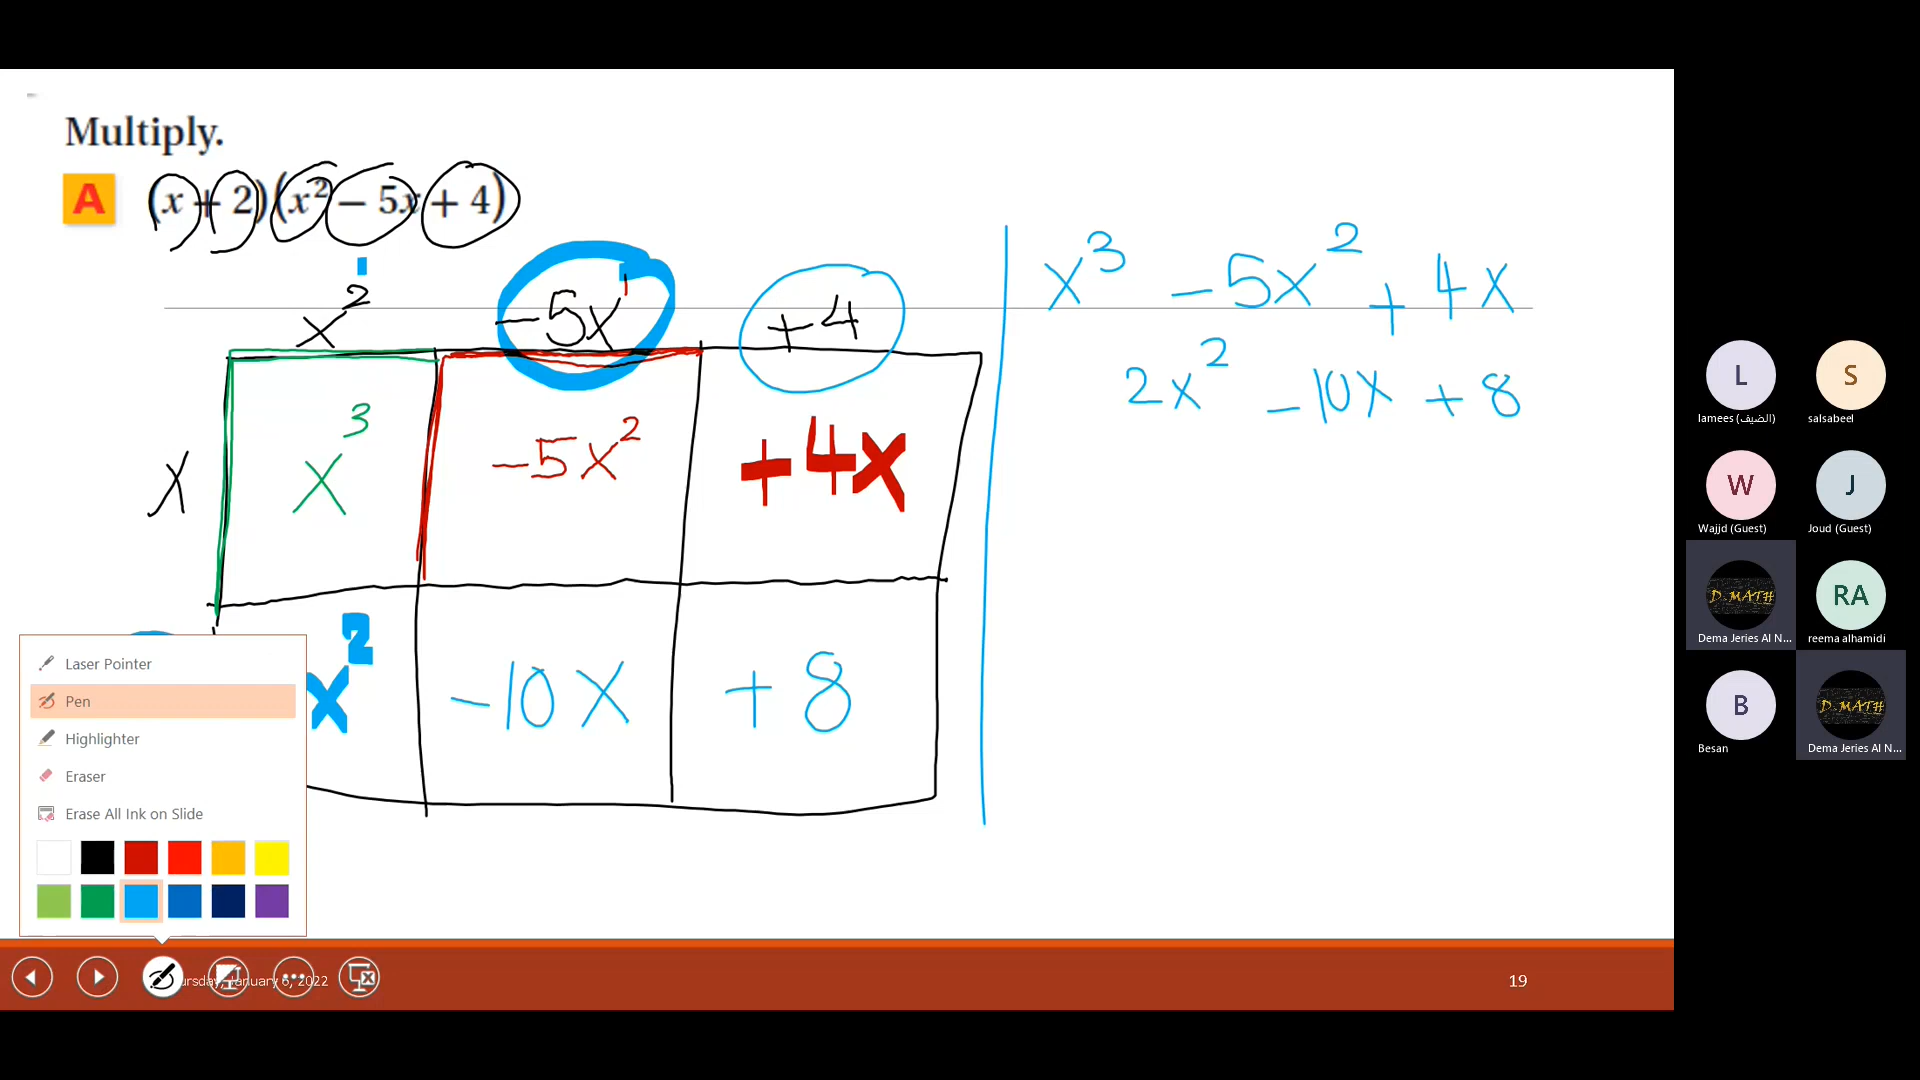 Multiply.
A (x + 2)(x² − 5x + 4)
x² −5x¹ +4
x x³ −5x² +4x
x² −10x +8
x³ −5x² +4x
2x² −10x +8
Laser Pointer
Pen
Highlighter
Eraser
Erase All Ink on Slide
ursday, January 6, 2022
19
L
lamees (الضيف)
S
salsabeel
W
Wajjd (Guest)
J
Joud (Guest)
D.MATH
Dema Jeries Al N...
RA
reema alhamidi
B
Besan
D.MATH
Dema Jeries Al N...